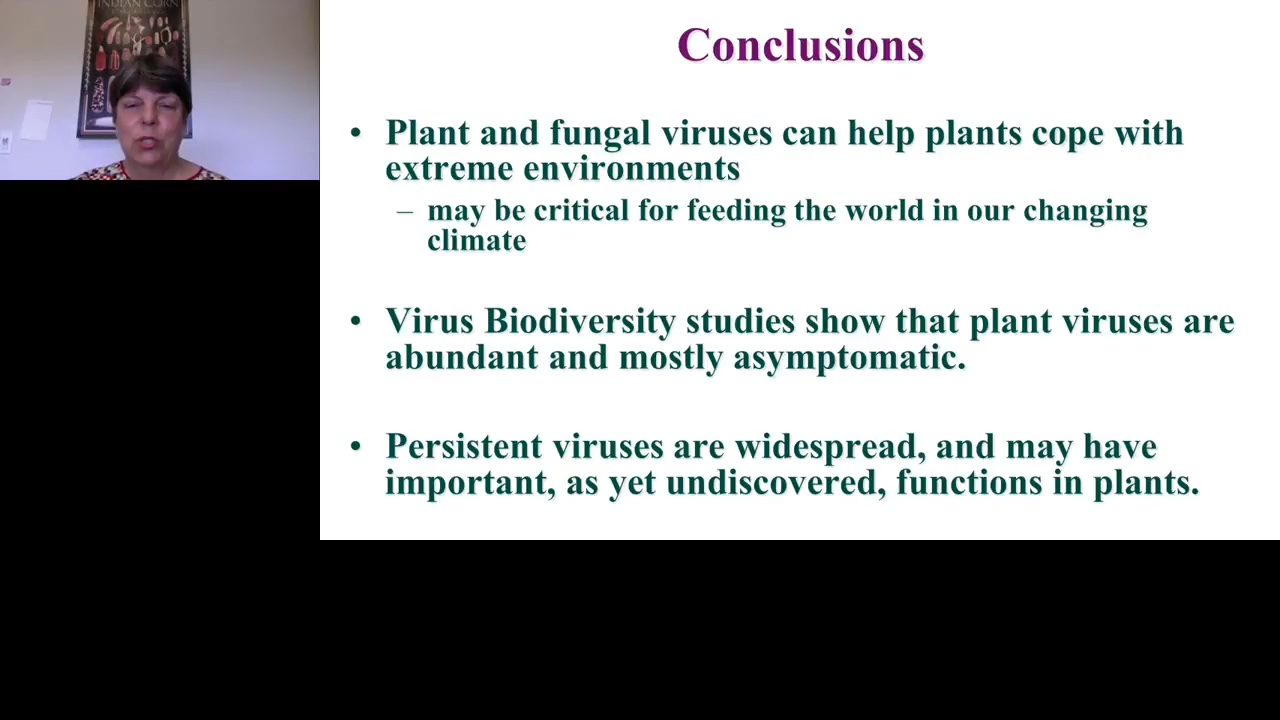 INDIAN CORN
Conclusions
• Plant and fungal viruses can help plants cope with
extreme environments
– may be critical for feeding the world in our changing
climate
• Virus Biodiversity studies show that plant viruses are
abundant and mostly asymptomatic.
• Persistent viruses are widespread, and may have
important, as yet undiscovered, functions in plants.